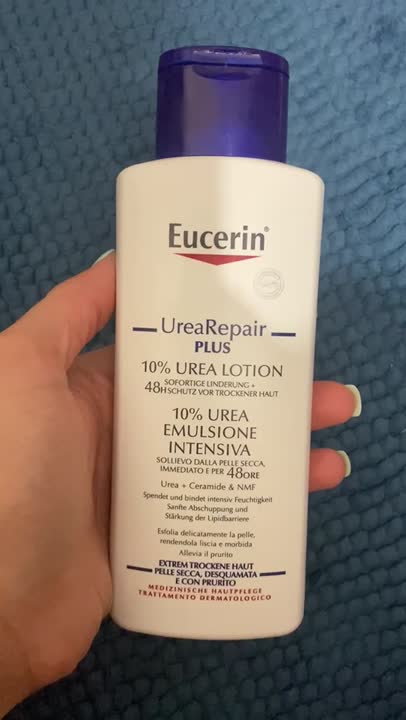 Eucerin®
UreaRepair
PLUS
10% UREA LOTION
SOFORTIGE LINDERUNG +
48H SCHUTZ VOR TROCKENER HAUT
10% UREA
EMULSIONE
INTENSIVA
SOLLIEVO DALLA PELLE SECCA,
IMMEDIATO E PER 48ORE
Urea + Ceramide & NMF
Spendet und bindet intensiv Feuchtigkeit
Sanfte Abschuppung und
Stärkung der Lipidbarriere
Esfolia delicatamente la pelle,
rendendola liscia e morbida
Allevia il prurito
EXTREM TROCKENE HAUT
PELLE SECCA, DESQUAMATA
E CON PRURITO
MEDIZINISCHE HAUTPFLEGE
TRATTAMENTO DERMATOLOGICO